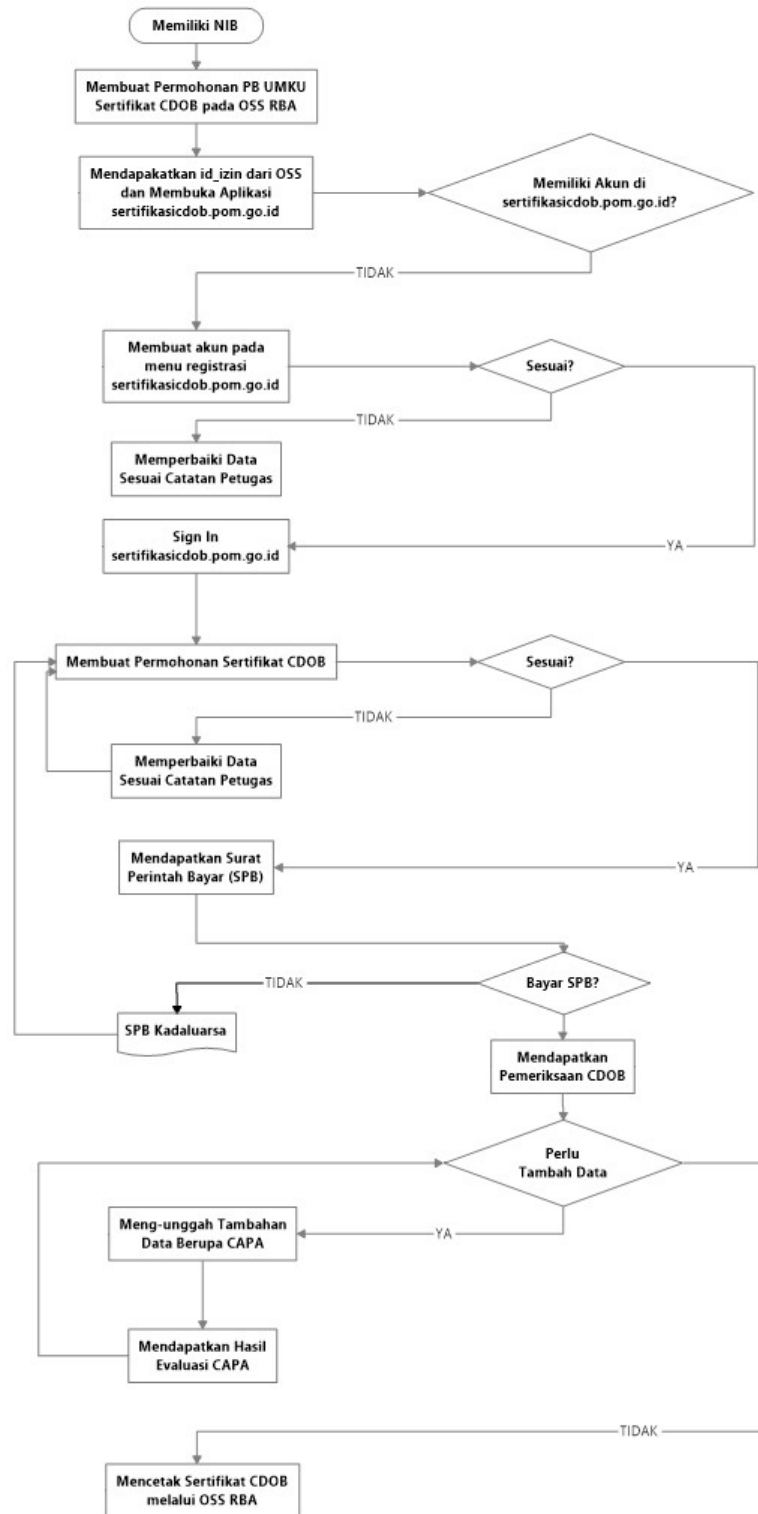 Memiliki NIB
Membuat Permohonan PB UMKU
Sertifikat CDOB pada OSS RBA
Mendapakatkan id_izin dari OSS
dan Membuka Aplikasi
sertifikasicdob.pom.go.id
Memiliki Akun di
sertifikasicdob.pom.go.id?
TIDAK
Membuat akun pada
menu registrasi
sertifikasicdob.pom.go.id
Sesuai?
TIDAK
Memperbaiki Data
Sesuai Catatan Petugas
Sign In
sertifikasicdob.pom.go.id
YA
Membuat Permohonan Sertifikat CDOB
Sesuai?
TIDAK
Memperbaiki Data
Sesuai Catatan Petugas
Mendapatkan Surat
Perintah Bayar (SPB)
YA
Bayar SPB?
TIDAK
SPB Kadaluarsa
Mendapatkan
Pemeriksaan CDOB
Perlu
Tambah Data
Meng-unggah Tambahan
Data Berupa CAPA
YA
Mendapatkan Hasil
Evaluasi CAPA
TIDAK
Mencetak Sertifikat CDOB
melalui OSS RBA